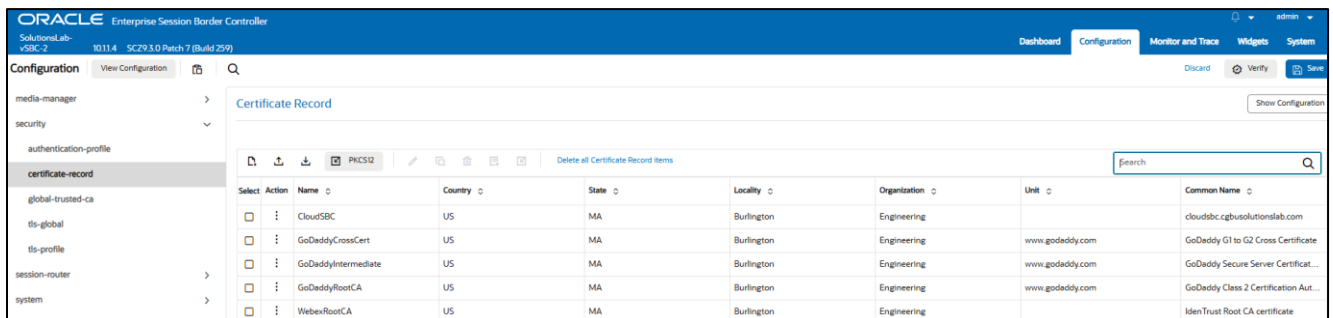 ORACLE Enterprise Session Border Controller
admin
SolutionsLab-
vSBC-2 10.1.1.4 SCZ9.3.0 Patch 7 (Build 259)
Dashboard Configuration Monitor and Trace Widgets System
Configuration View Configuration Discard Verify Save
media-manager
Certificate Record Show Configuration
security
authentication-profile
PKCS12 Delete all Certificate Record items Search
certificate-record
global-trusted-ca
tls-global
tls-profile
session-router
system
Select Action Name Country State Locality Organization Unit Common Name
CloudSBC US MA Burlington Engineering cloudsbc.cgbusolutionslab.com
GoDaddyCrossCert US MA Burlington Engineering www.godaddy.com GoDaddy G1 to G2 Cross Certificate
GoDaddyIntermediate US MA Burlington Engineering www.godaddy.com GoDaddy Secure Server Certificat...
GoDaddyRootCA US MA Burlington Engineering www.godaddy.com GoDaddy Class 2 Certification Aut...
WebexRootCA US MA Burlington Engineering IdenTrust Root CA certificate